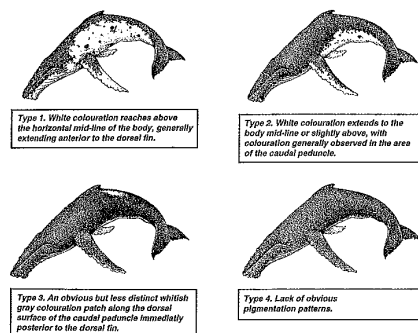 Type 1. White colouration reaches above
the horizontal mid-line of the body, generally
extending anterior to the dorsal fin.
Type 2. White colouration extends to the
body mid-line or slightly above, with
colouration generally observed in the area
of the caudal peduncle.
Type 3. An obvious but less distinct whitish
gray colouration patch along the dorsal
surface of the caudal peduncle immediatly
posterior to the dorsal fin.
Type 4. Lack of obvious
pigmentation patterns.